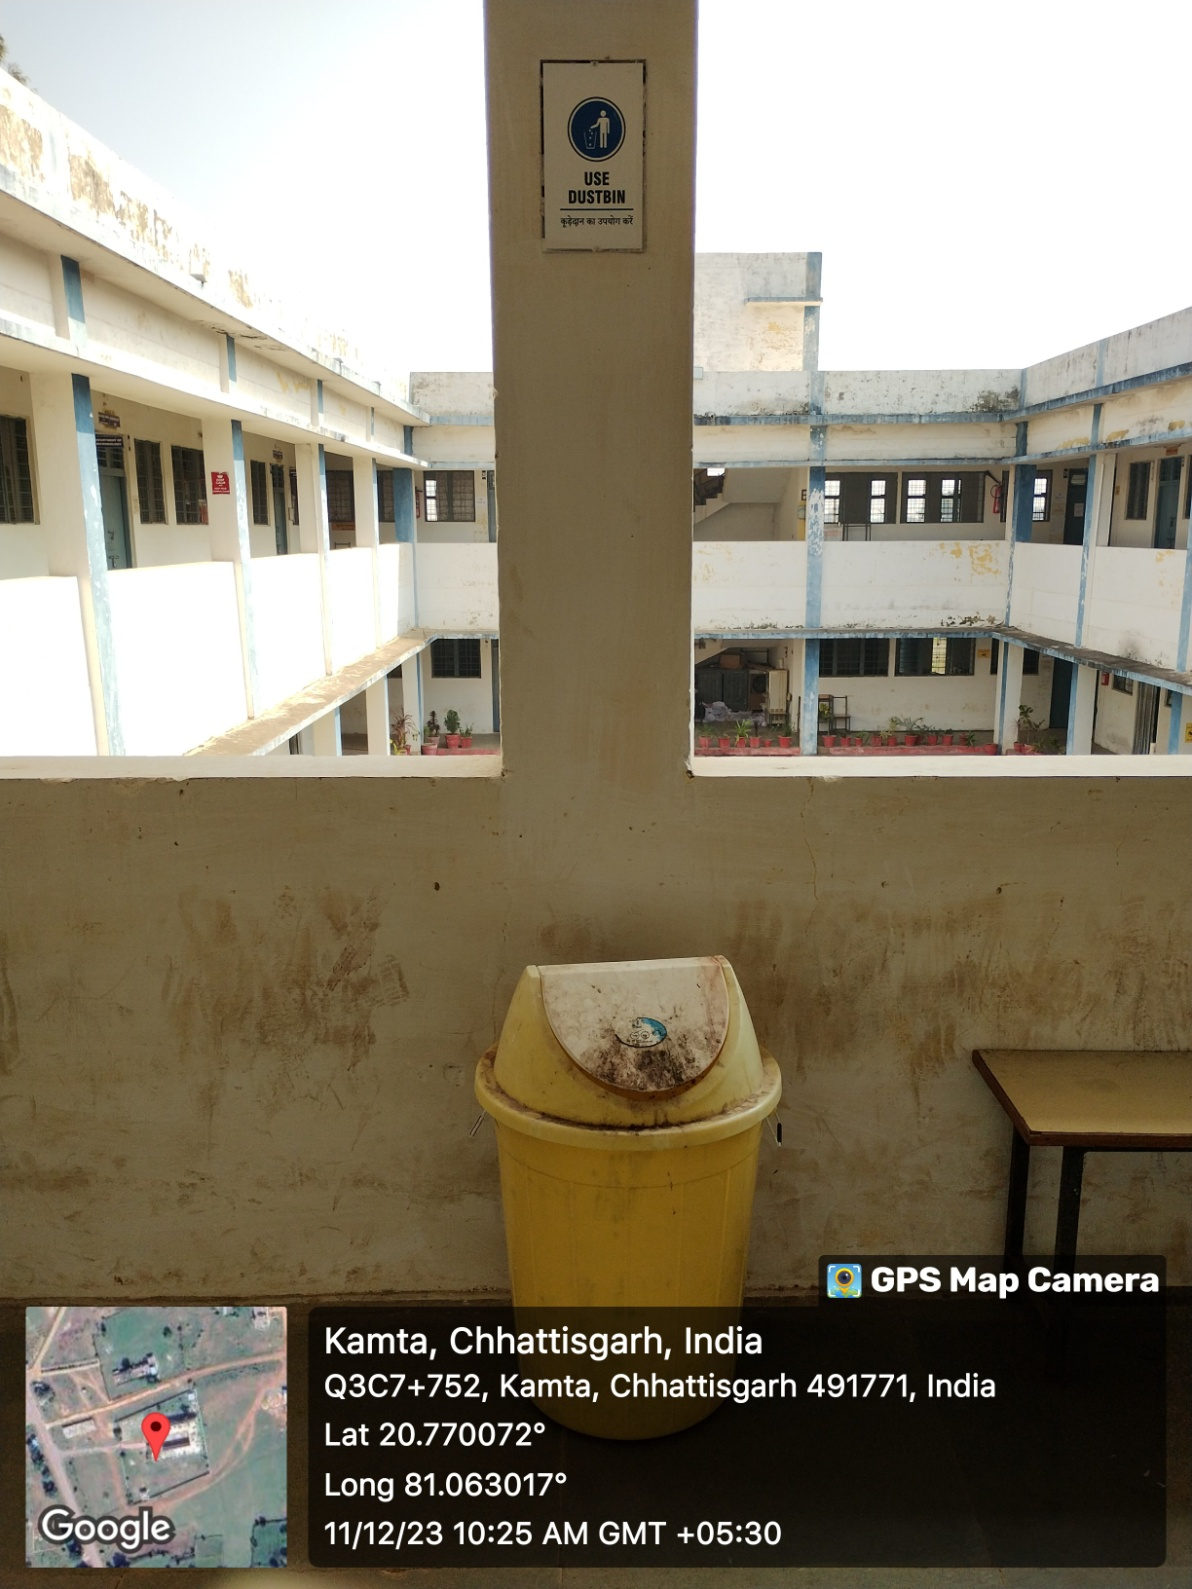 USE
DUSTBIN
कूड़ेदान का उपयोग करें
GPS Map Camera
Kamta, Chhattisgarh, India
Q3C7+752, Kamta, Chhattisgarh 491771, India
Lat 20.770072°
Long 81.063017°
11/12/23 10:25 AM GMT +05:30
Google